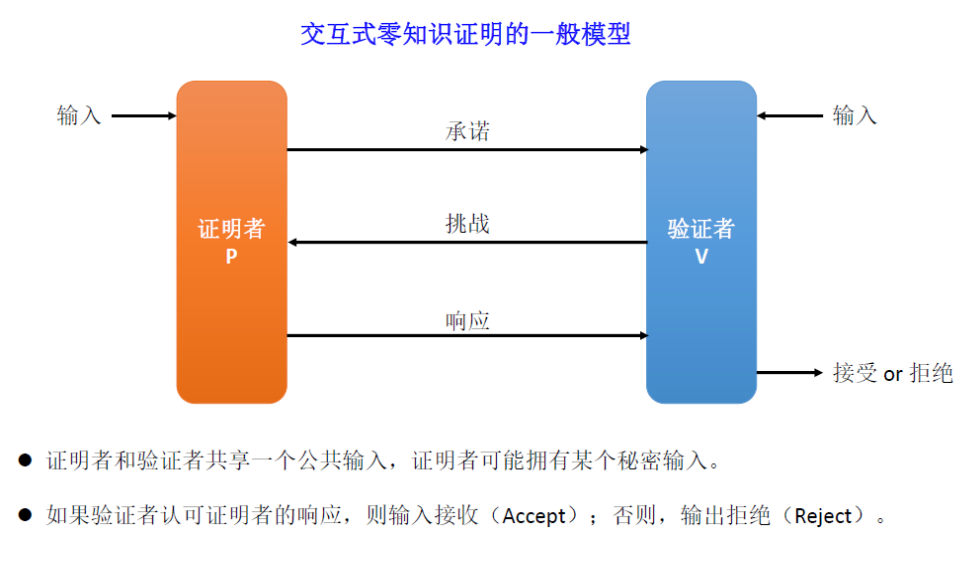 交互式零知识证明的一般模型
输入
承诺
输入
挑战
证明者
P
验证者
V
响应
接受 or 拒绝
● 证明者和验证者共享一个公共输入，证明者可能拥有某个秘密输入。
● 如果验证者认可证明者的响应，则输入接收（Accept）；否则，输出拒绝（Reject）。